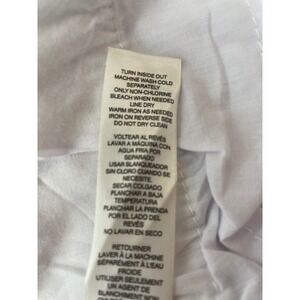 TURN INSIDE OUT
MACHINE WASH COLD
SEPARATELY
ONLY NON-CHLORINE
BLEACH WHEN NEEDED
LINE DRY
WARM IRON AS NEEDED
IRON ON REVERSE SIDE
DO NOT DRY CLEAN
VOLTEAR AL REVÉS
LAVAR A MÁQUINA CON
AGUA FRIA POR
SEPARADO
USAR BLANQUEADOR
SIN CLORO CUANDO SE
NECESITE.
SECAR COLGADO
PLANCHAR A BAJA
TEMPERATURA
PLANCHAR LA PRENDA
POR EL LADO DEL
REVÉS
NO LAVAR EN SECO
RETOURNER
LAVER À LA MACHINE
SÉPARÉMENT À L'EAU
FROIDE
UTILISER SEULEMENT
UN AGENT DE
BLANCHIMENT NON